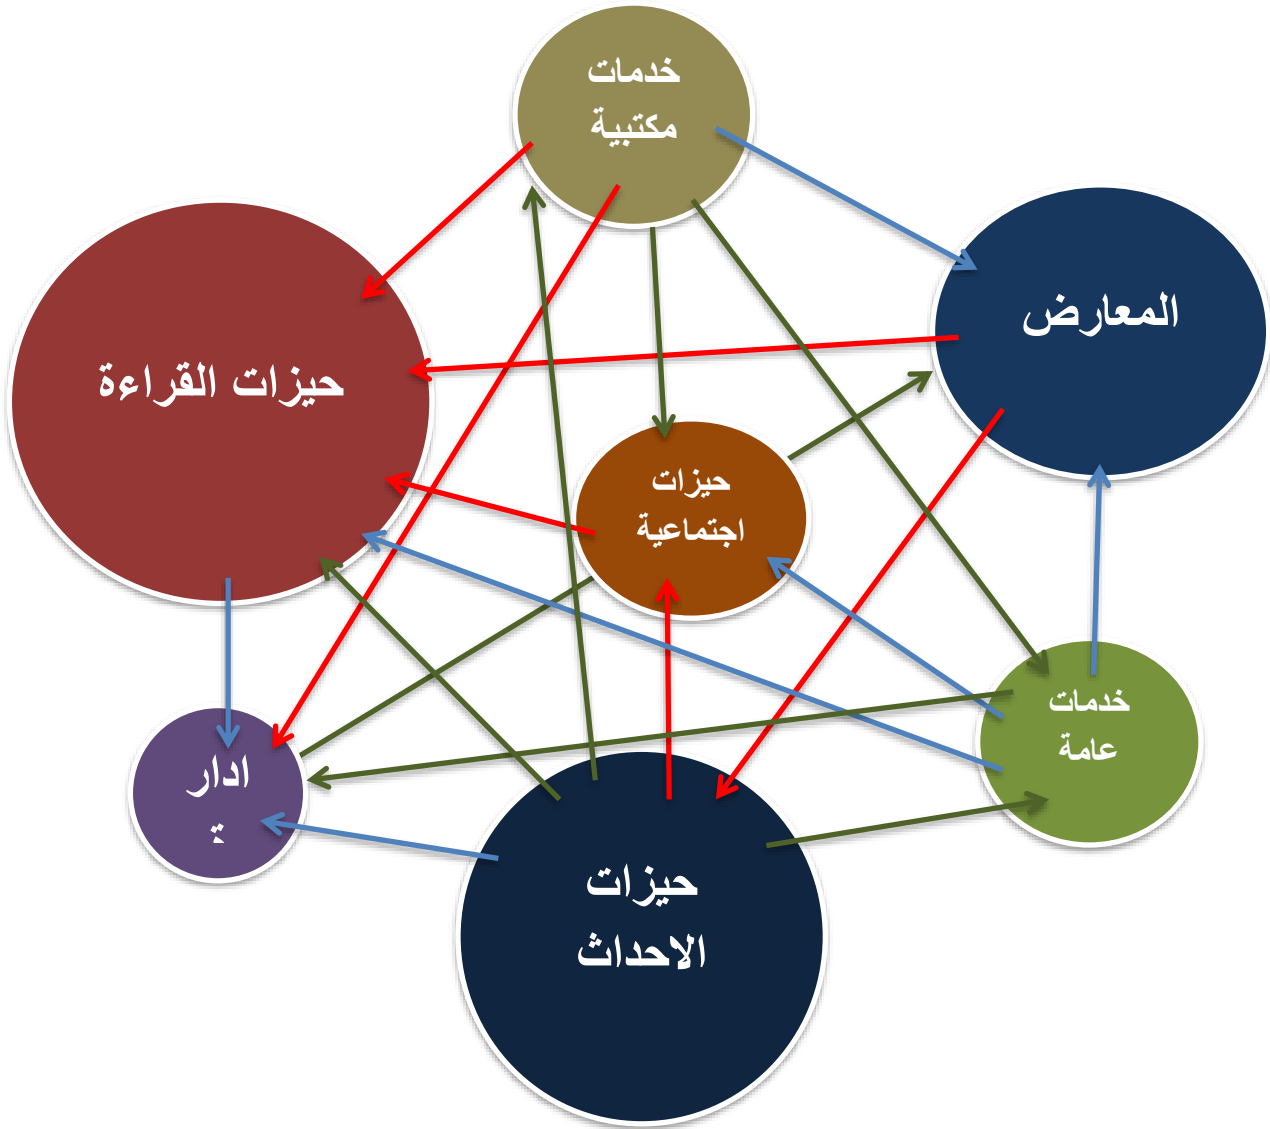 خدمات
مكتبية
المعارض
حيزات القراءة
حيزات
اجتماعية
خدمات
عامة
ادار
ة
حيزات
الاحداث